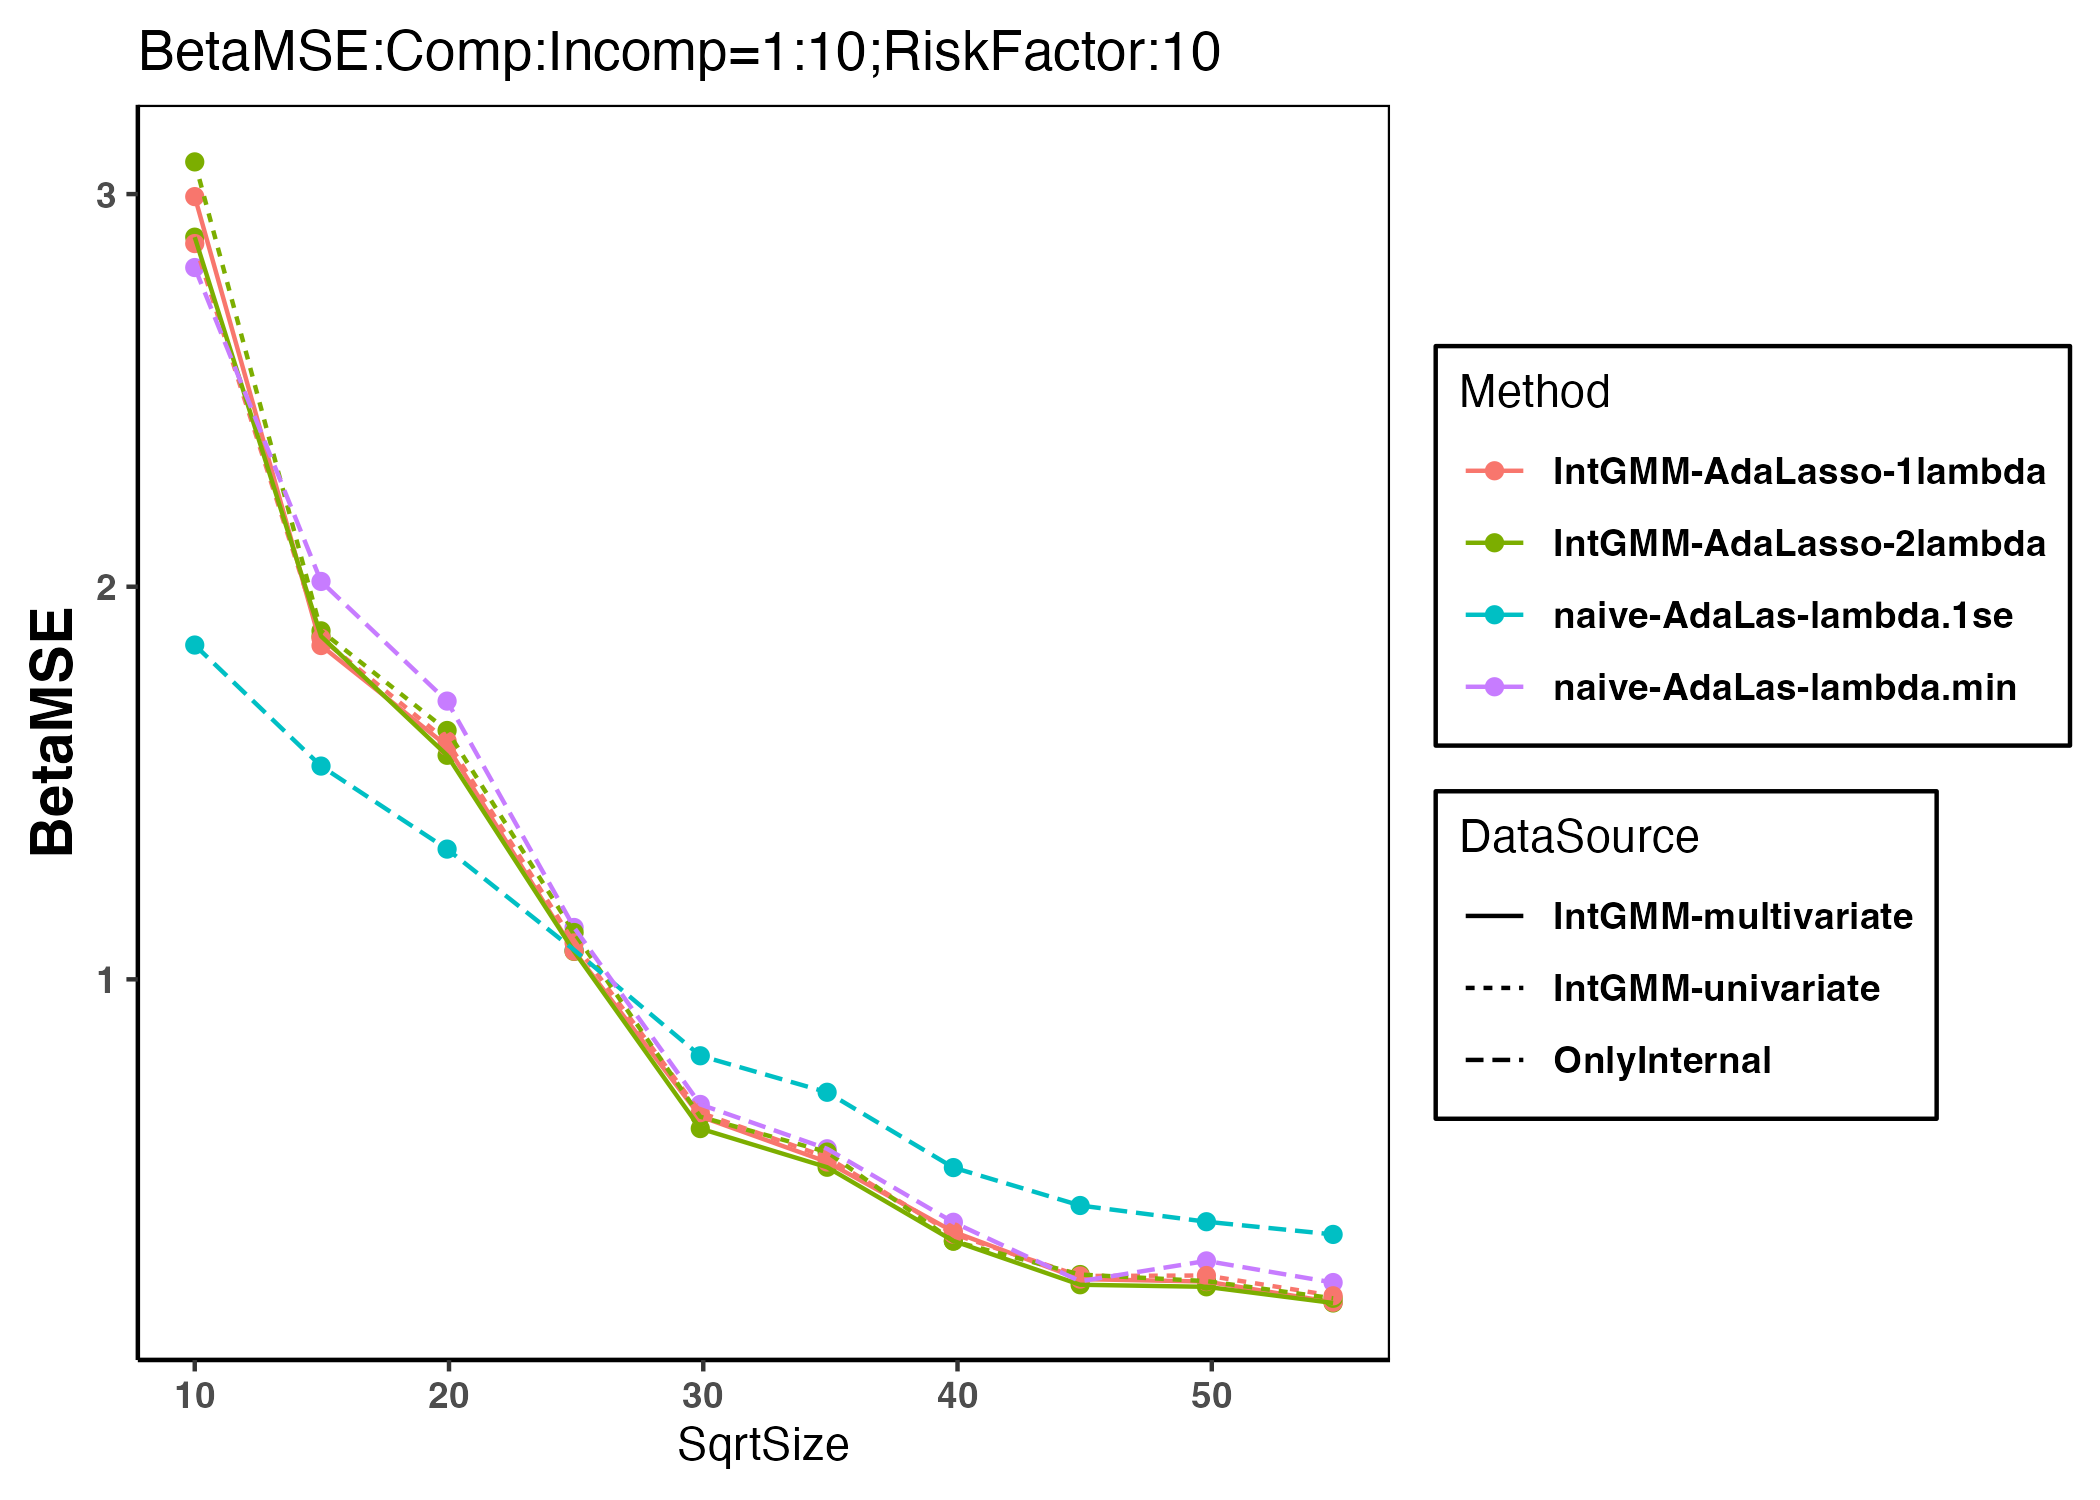 BetaMSE:Comp:Incomp=1:10;RiskFactor:10
BetaMSE
3
2
1
10 20 30 40 50
SqrtSize
Method
IntGMM-AdaLasso-1lambda
IntGMM-AdaLasso-2lambda
naive-AdaLas-lambda.1se
naive-AdaLas-lambda.min
DataSource
IntGMM-multivariate
IntGMM-univariate
OnlyInternal